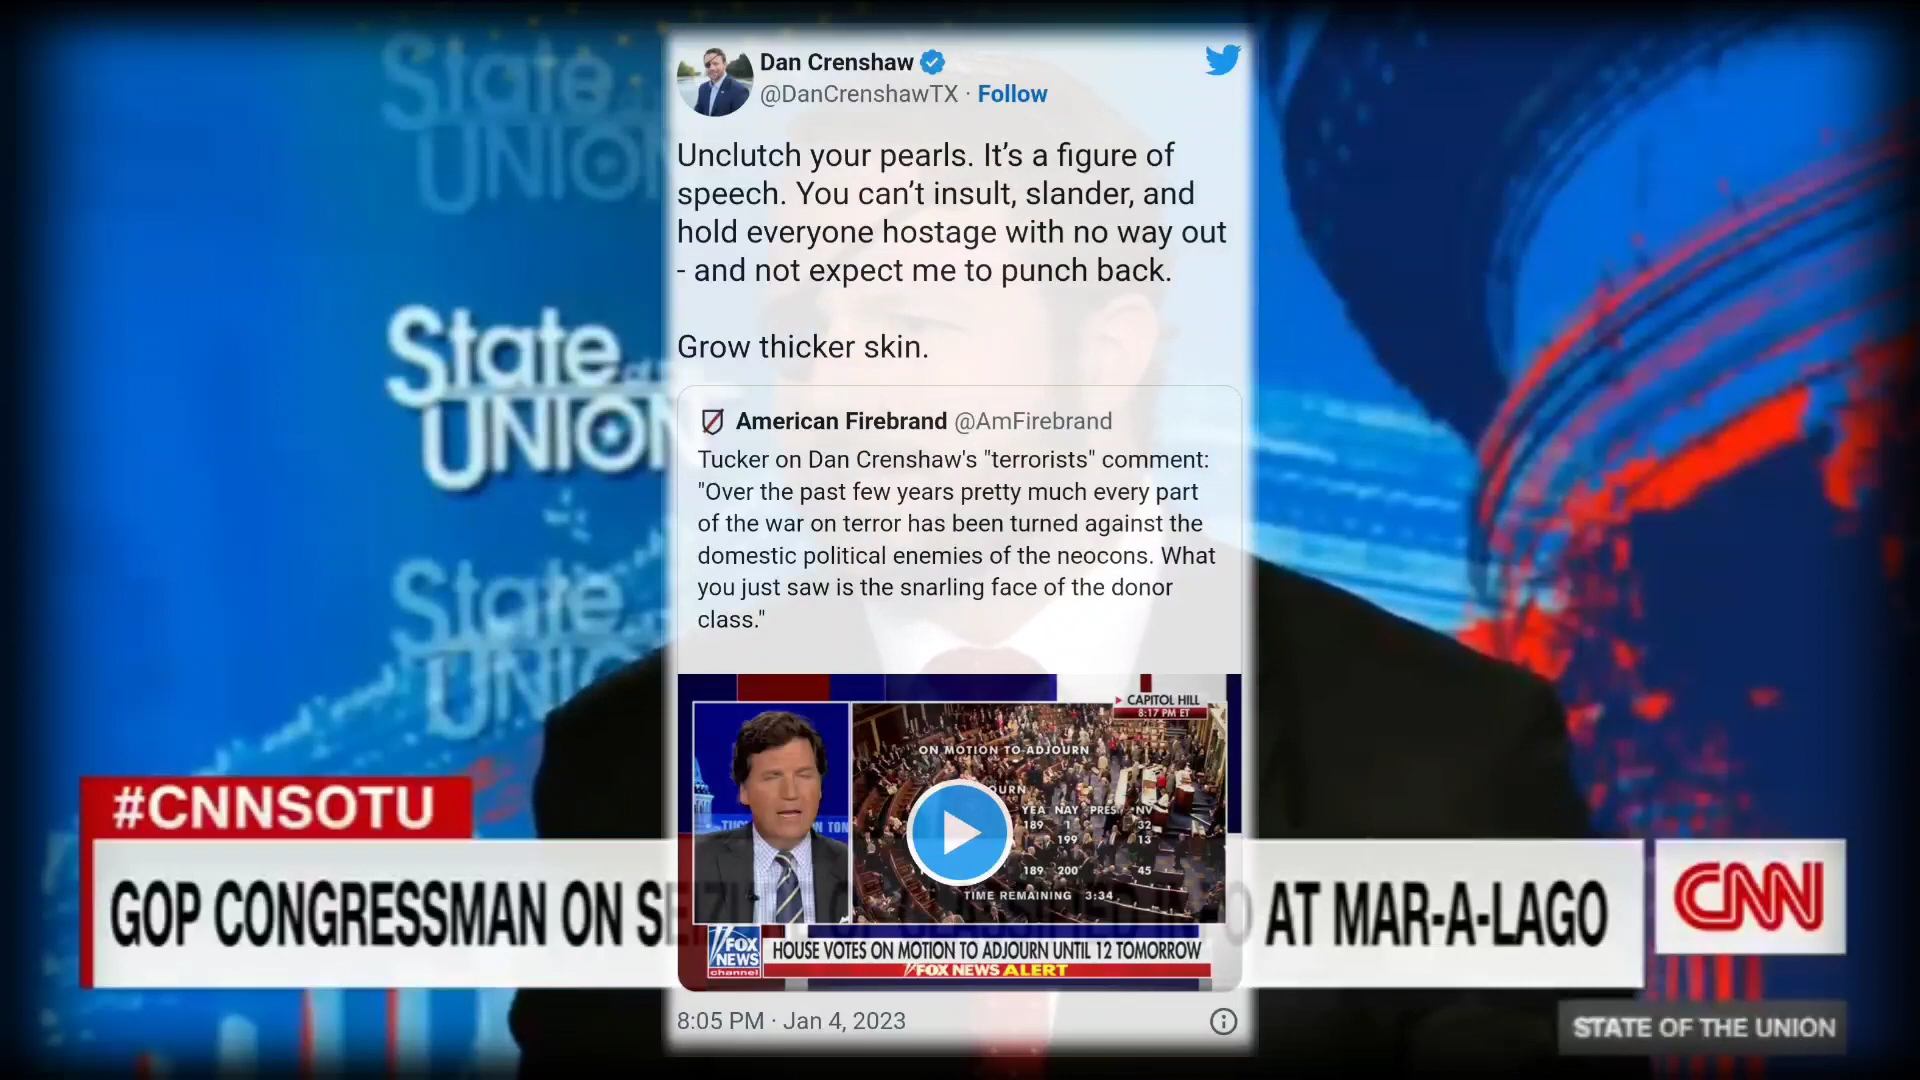 Dan Crenshaw
@DanCrenshawTX · Follow
Unclutch your pearls. It’s a figure of
speech. You can’t insult, slander, and
hold everyone hostage with no way out
- and not expect me to punch back.
Grow thicker skin.
American Firebrand @AmFirebrand
Tucker on Dan Crenshaw's "terrorists" comment:
"Over the past few years pretty much every part
of the war on terror has been turned against the
domestic political enemies of the neocons. What
you just saw is the snarling face of the donor
class."
CAPITOL HILL
8:17 PM ET
ON MOTION TO ADJOURN
YEA NAY PRES NV
189 1 32
199 13
189 200 45
TIME REMAINING 3:34
FOX
NEWS
channel
HOUSE VOTES ON MOTION TO ADJOURN UNTIL 12 TOMORROW
FOX NEWS ALERT
8:05 PM · Jan 4, 2023
State of the
UNION
State of the
UNION
State
UNION
#CNNSOTU
GOP CONGRESSMAN ON AT MAR-A-LAGO
CNN
STATE OF THE UNION